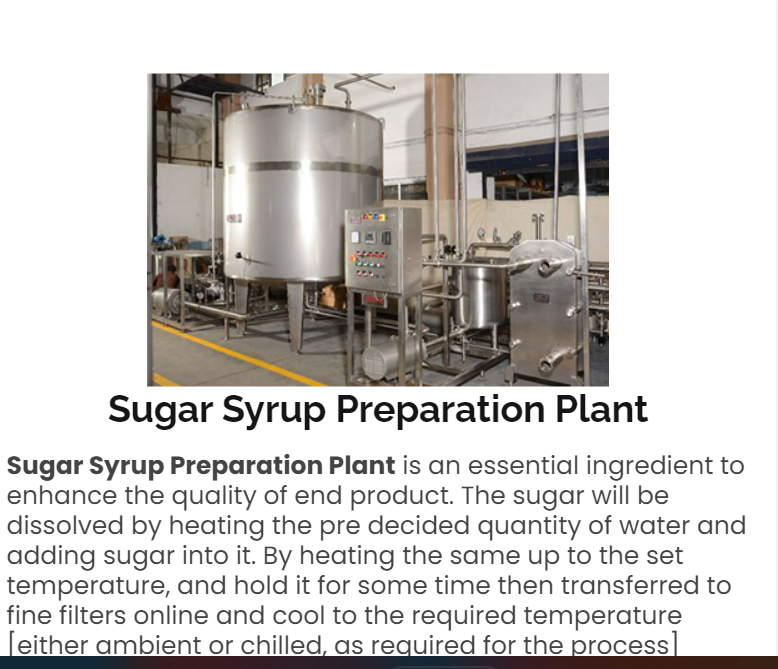 Sugar Syrup Preparation Plant
Sugar Syrup Preparation Plant is an essential ingredient to
enhance the quality of end product. The sugar will be
dissolved by heating the pre decided quantity of water and
adding sugar into it. By heating the same up to the set
temperature, and hold it for some time then transferred to
fine filters online and cool to the required temperature
[either ambient or chilled, as required for the process]